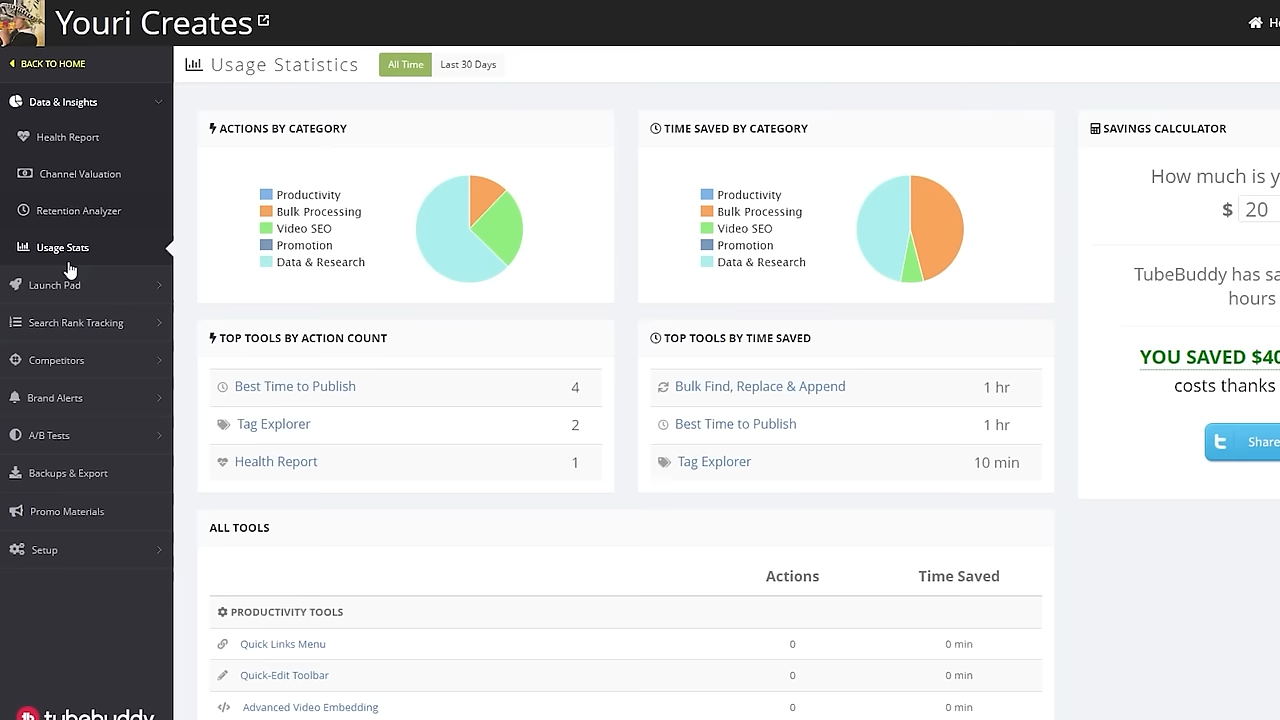 Youri Creates
BACK TO HOME
Data & Insights
Health Report
Channel Valuation
Retention Analyzer
Usage Stats
Launch Pad
Search Rank Tracking
Competitors
Brand Alerts
A/B Tests
Backups & Export
Promo Materials
Setup
tubebuddy
Usage Statistics
All Time
Last 30 Days
ACTIONS BY CATEGORY
Productivity
Bulk Processing
Video SEO
Promotion
Data & Research
TIME SAVED BY CATEGORY
Productivity
Bulk Processing
Video SEO
Promotion
Data & Research
SAVINGS CALCULATOR
How much is y
$ 20
TubeBuddy has sa
hours
YOU SAVED $40
costs thanks
Share
TOP TOOLS BY ACTION COUNT
Best Time to Publish 4
Tag Explorer 2
Health Report 1
TOP TOOLS BY TIME SAVED
Bulk Find, Replace & Append 1 hr
Best Time to Publish 1 hr
Tag Explorer 10 min
ALL TOOLS
Actions Time Saved
PRODUCTIVITY TOOLS
Quick Links Menu 0 0 min
Quick-Edit Toolbar 0 0 min
Advanced Video Embedding 0 0 min